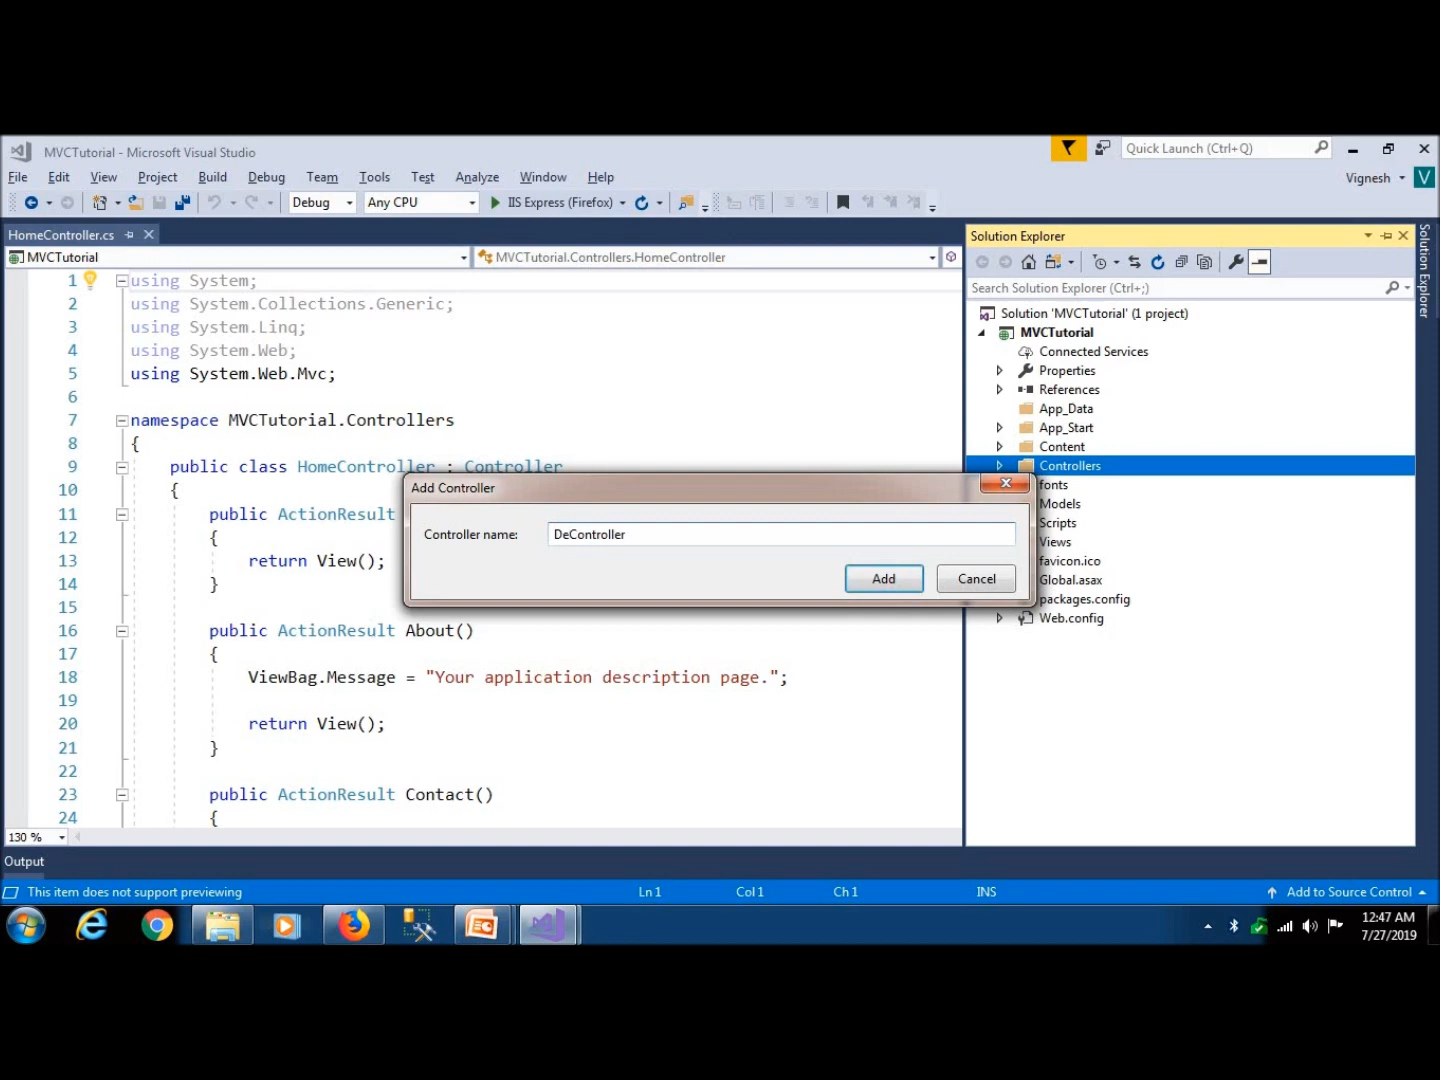 MVCTutorial - Microsoft Visual Studio
Quick Launch (Ctrl+Q)
File Edit View Project Build Debug Team Tools Test Analyze Window Help
Vignesh V
Debug Any CPU IIS Express (Firefox)
HomeController.cs
MVCTutorial MVCTutorial.Controllers.HomeController
1 using System;
2 using System.Collections.Generic;
3 using System.Linq;
4 using System.Web;
5 using System.Web.Mvc;
6
7 namespace MVCTutorial.Controllers
8 {
9 public class HomeController : Controller
10 {
11 public ActionResult
12 {
13 return View();
14 }
15
16 public ActionResult About()
17 {
18 ViewBag.Message = "Your application description page.";
19
20 return View();
21 }
22
23 public ActionResult Contact()
24 {
130 %
Add Controller
Controller name: DeController
Add Cancel
Solution Explorer
Search Solution Explorer (Ctrl+;)
Solution 'MVCTutorial' (1 project)
MVCTutorial
Connected Services
Properties
References
App_Data
App_Start
Content
Controllers
fonts
Models
Scripts
Views
favicon.ico
Global.asax
packages.config
Web.config
Solution Explorer
Output
This item does not support previewing Ln 1 Col 1 Ch 1 INS Add to Source Control
12:47 AM
7/27/2019